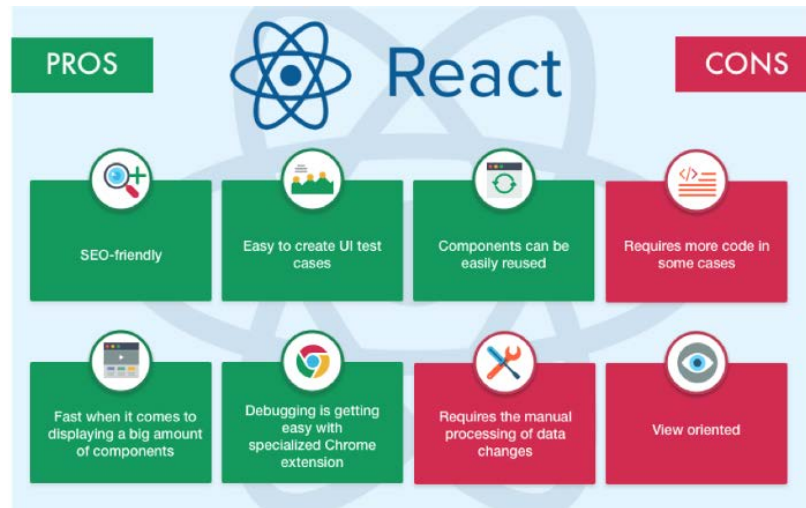 PROS
React
CONS
SEO-friendly
Easy to create UI test
cases
Components can be
easily reused
Requires more code in
some cases
Fast when it comes to
displaying a big amount
of components
Debugging is getting
easy with
specialized Chrome
extension
Requires the manual
processing of data
changes
View oriented